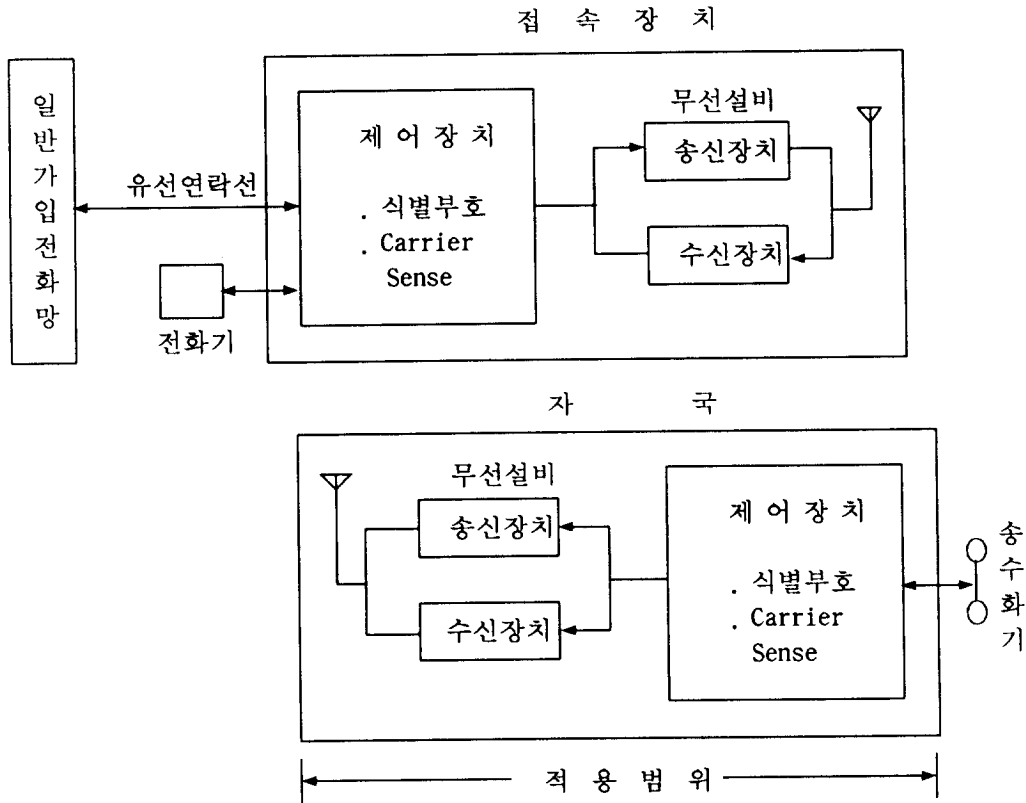 접 속 장 치
일반가입전화망
유선연락선
전화기
제 어 장 치
. 식별부호
. Carrier
Sense
무선설비
송신장치
수신장치
자 국
무선설비
송신장치
수신장치
제 어 장 치
. 식별부호
. Carrier
Sense
송수화기
적 용 범 위